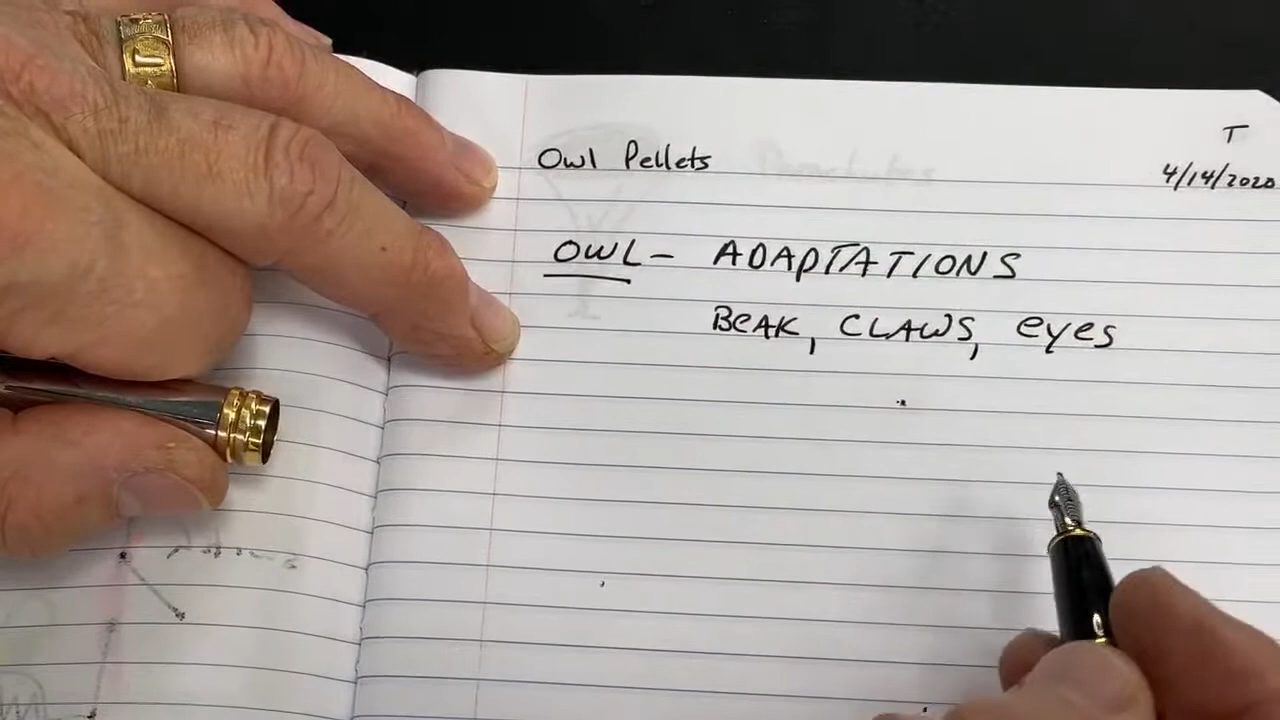 T
Owl Pellets 4/14/2020
OWL - ADAPTATIONS
BeAK, CLAWS, eyes